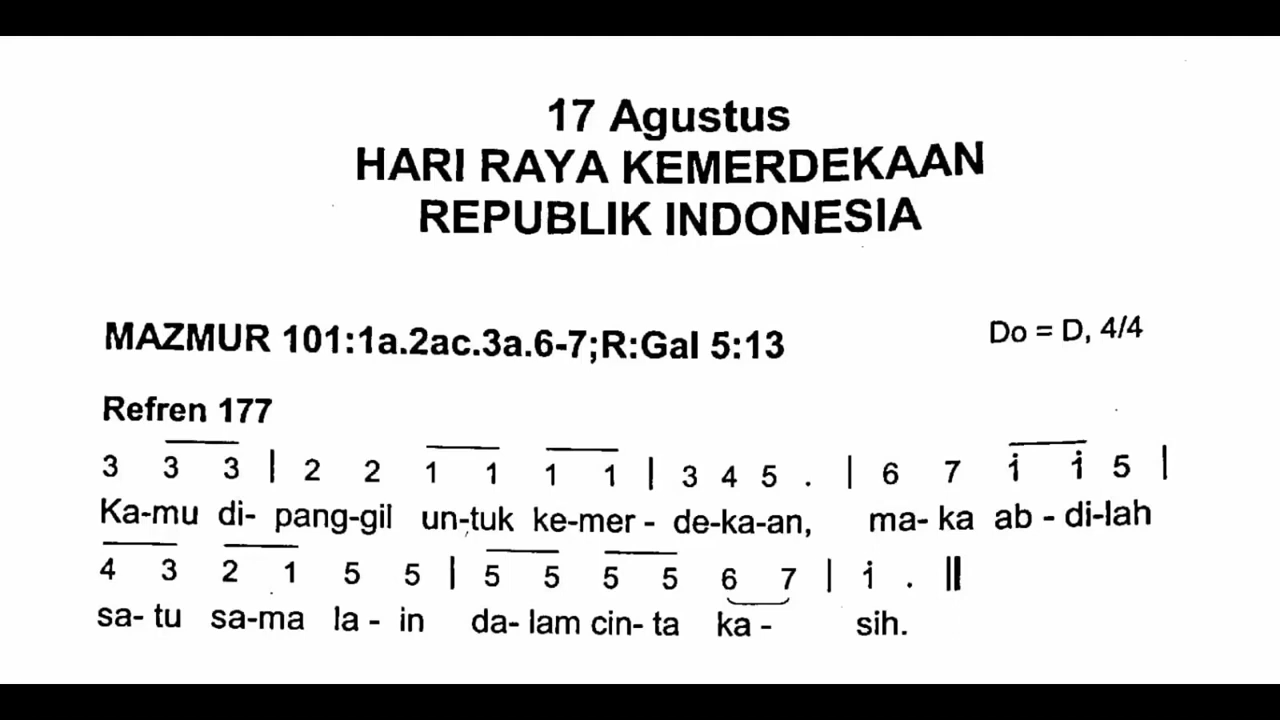 17 Agustus
HARI RAYA KEMERDEKAAN
REPUBLIK INDONESIA
MAZMUR 101:1a.2ac.3a.6-7;R:Gal 5:13
Do = D, 4/4
Refren 177
3 3 3 | 2 2 1 1 1 1 | 3 4 5 . | 6 7 i i 5 |
Ka-mu di- pang-gil un-tuk ke-mer - de-ka-an, ma- ka ab - di-lah
4 3 2 1 5 5 | 5 5 5 5 6 7 | i . ||
sa- tu sa-ma la - in da- lam cin- ta ka - sih.